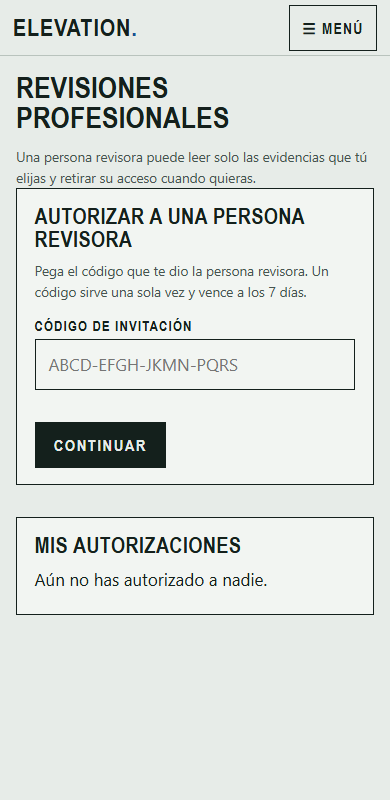 ELEVATION.
☰ MENÚ
REVISIONES
PROFESIONALES
Una persona revisora puede leer solo las evidencias que tú
elijas y retirar su acceso cuando quieras.
AUTORIZAR A UNA PERSONA
REVISORA
Pega el código que te dio la persona revisora. Un
código sirve una sola vez y vence a los 7 días.
CÓDIGO DE INVITACIÓN
ABCD-EFGH-JKMN-PQRS
CONTINUAR
MIS AUTORIZACIONES
Aún no has autorizado a nadie.